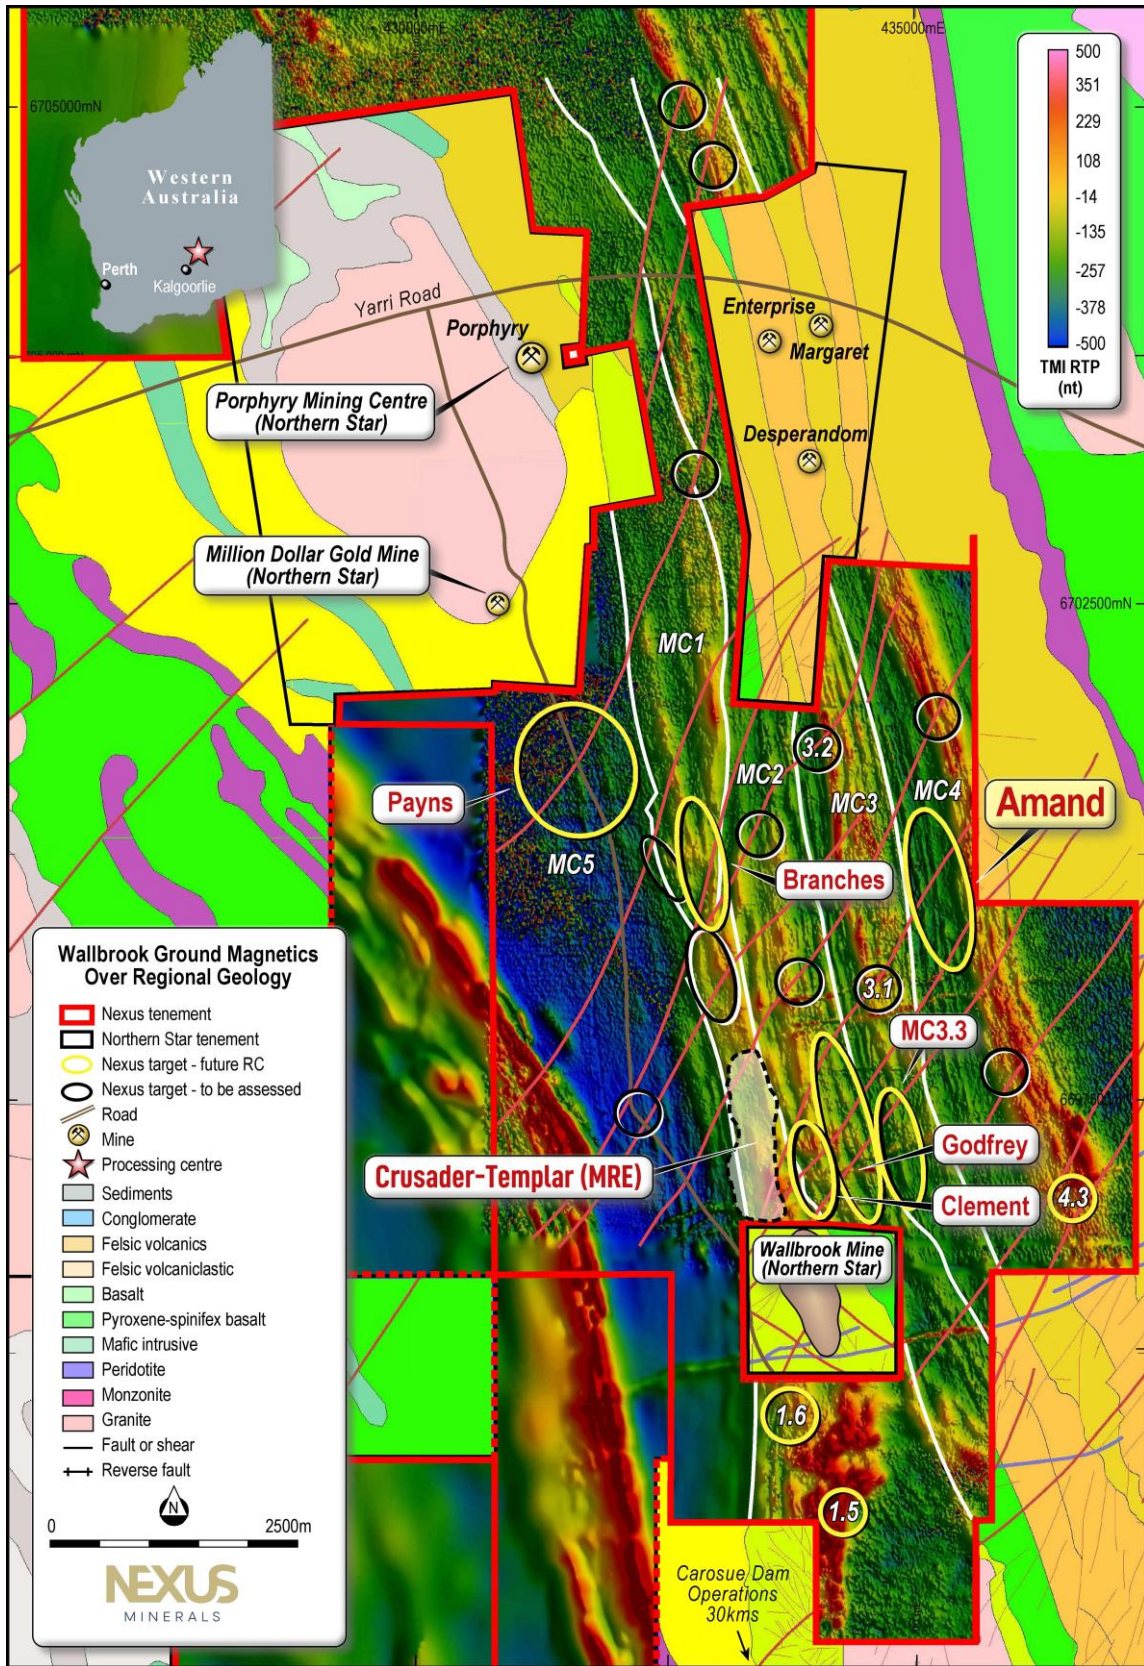 430000mE
435000mE
6705000mN
Western
Australia
Perth
Kalgoorlie
500
351
229
108
-14
-135
-257
-378
-500
TMI RTP
(nt)
Yarri Road
Porphyry
Porphyry Mining Centre
(Northern Star)
Enterprise
Margaret
Desperandom
Million Dollar Gold Mine
(Northern Star)
6702500mN
MC1
3.2
MC2
MC3
MC4
Amand
Payns
MC5
Branches
3.1
MC3.3
6697500mN
Godfrey
Crusader-Templar (MRE)
Clement
4.3
Wallbrook Mine
(Northern Star)
1.6
1.5
Carosue Dam
Operations
30kms
Wallbrook Ground Magnetics
Over Regional Geology
Nexus tenement
Northern Star tenement
Nexus target - future RC
Nexus target - to be assessed
Road
Mine
Processing centre
Sediments
Conglomerate
Felsic volcanics
Felsic volcaniclastic
Basalt
Pyroxene-spinifex basalt
Mafic intrusive
Peridotite
Monzonite
Granite
Fault or shear
Reverse fault
N
0 2500m
NEXUS
MINERALS